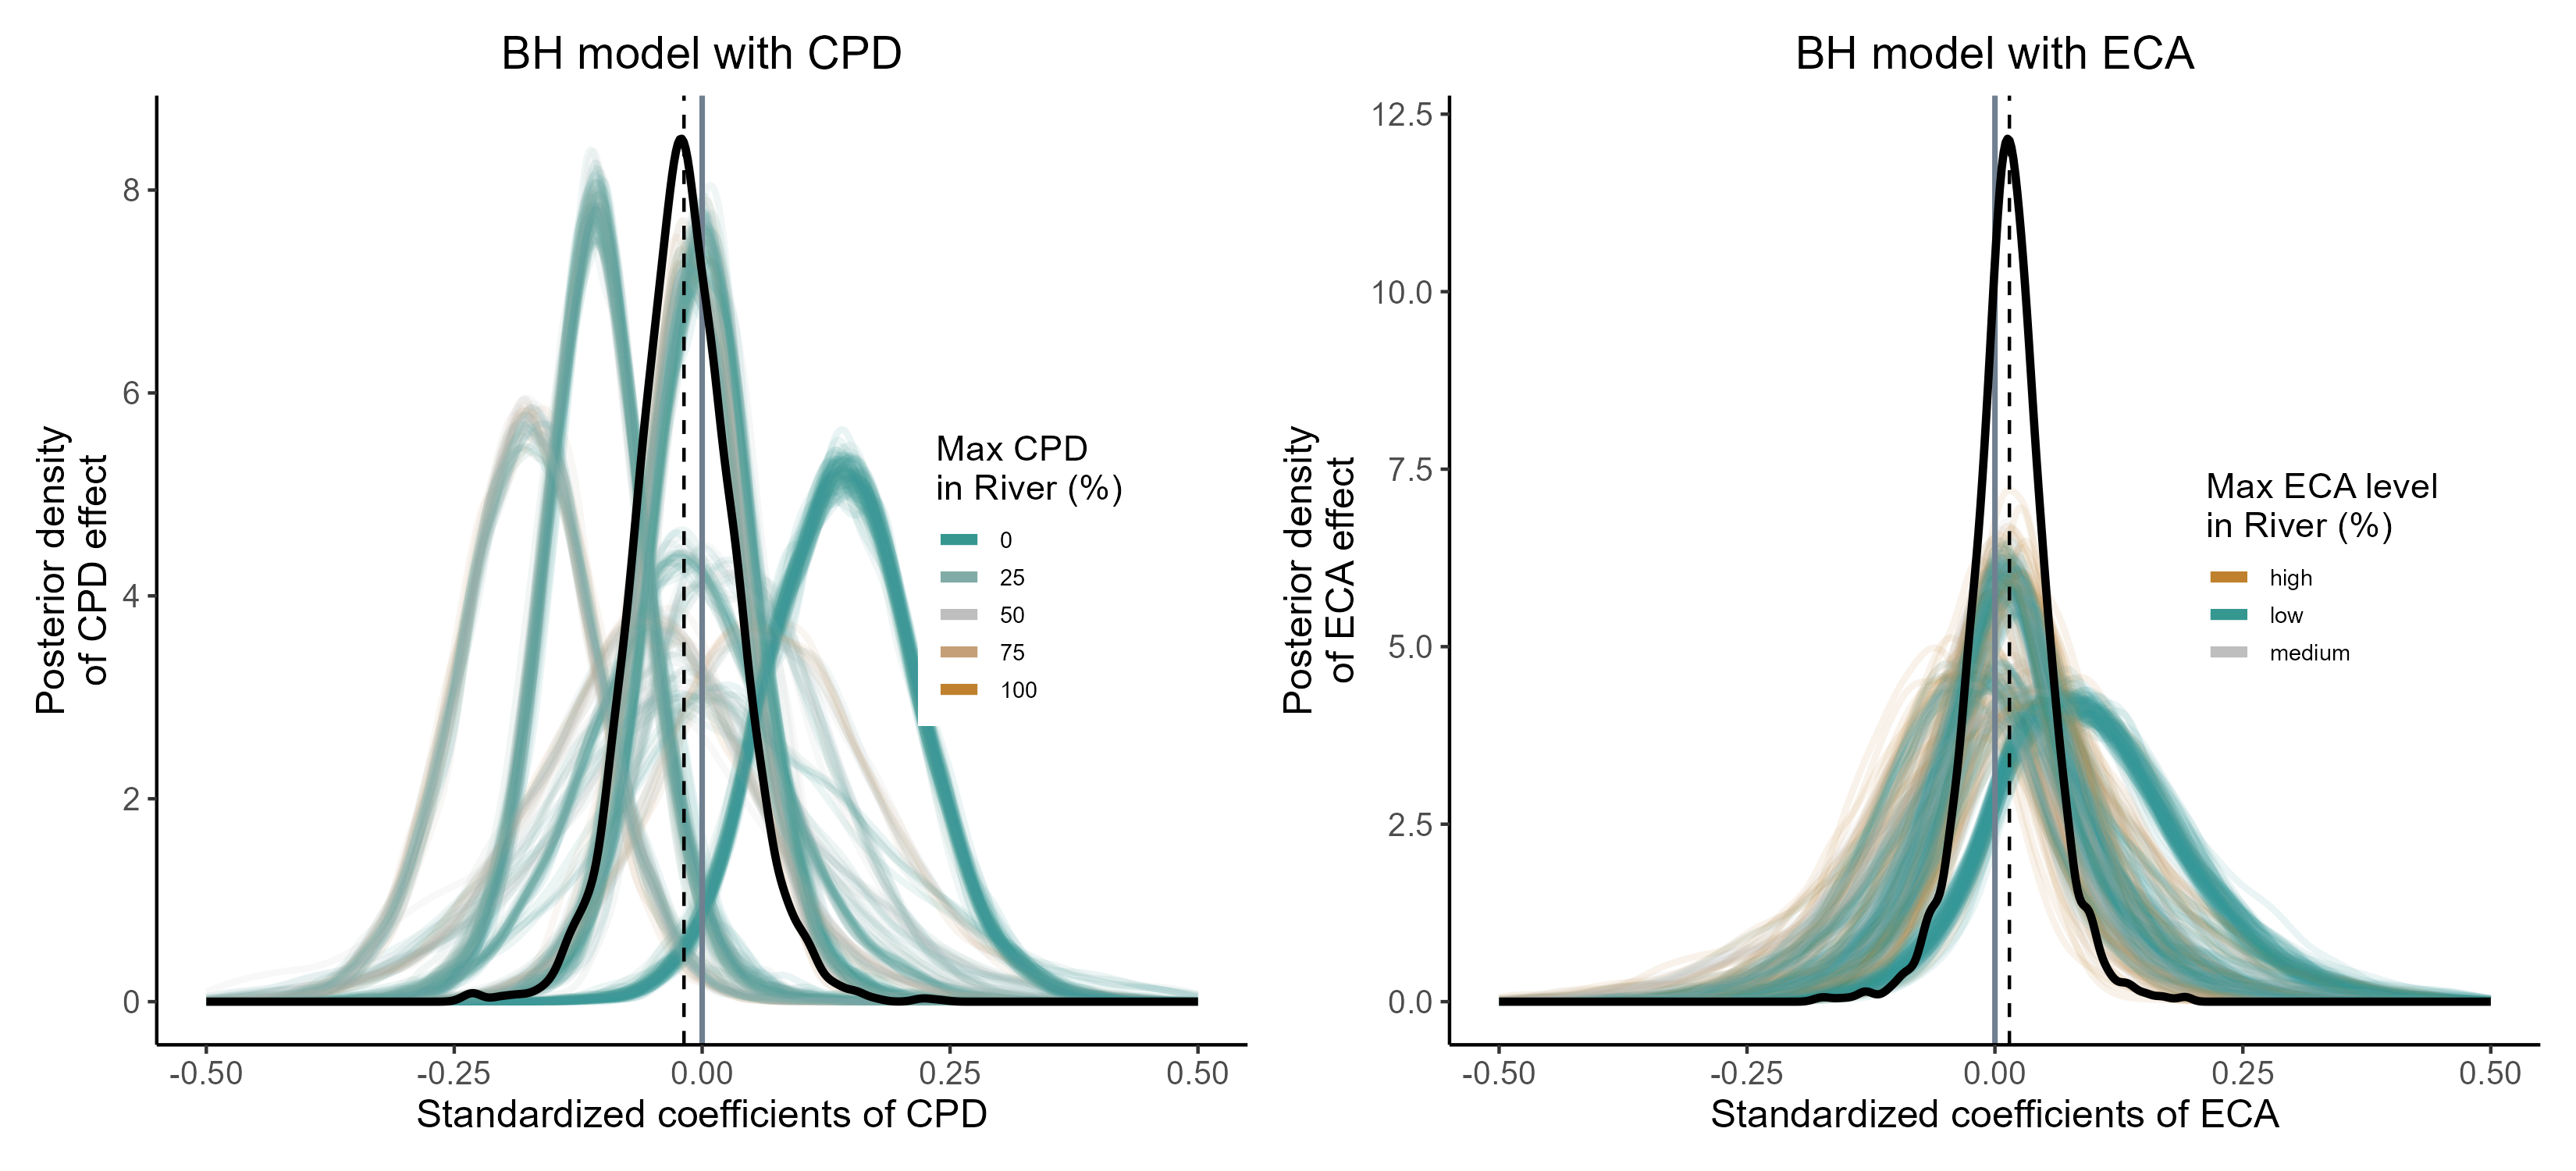 BH model with CPD
8
6
4
2
0
Posterior density
of CPD effect
-0.50 -0.25 0.00 0.25 0.50
Standardized coefficients of CPD
Max CPD
in River (%)
0
25
50
75
100
BH model with ECA
12.5
10.0
7.5
5.0
2.5
0.0
Posterior density
of ECA effect
-0.50 -0.25 0.00 0.25 0.50
Standardized coefficients of ECA
Max ECA level
in River (%)
high
low
medium